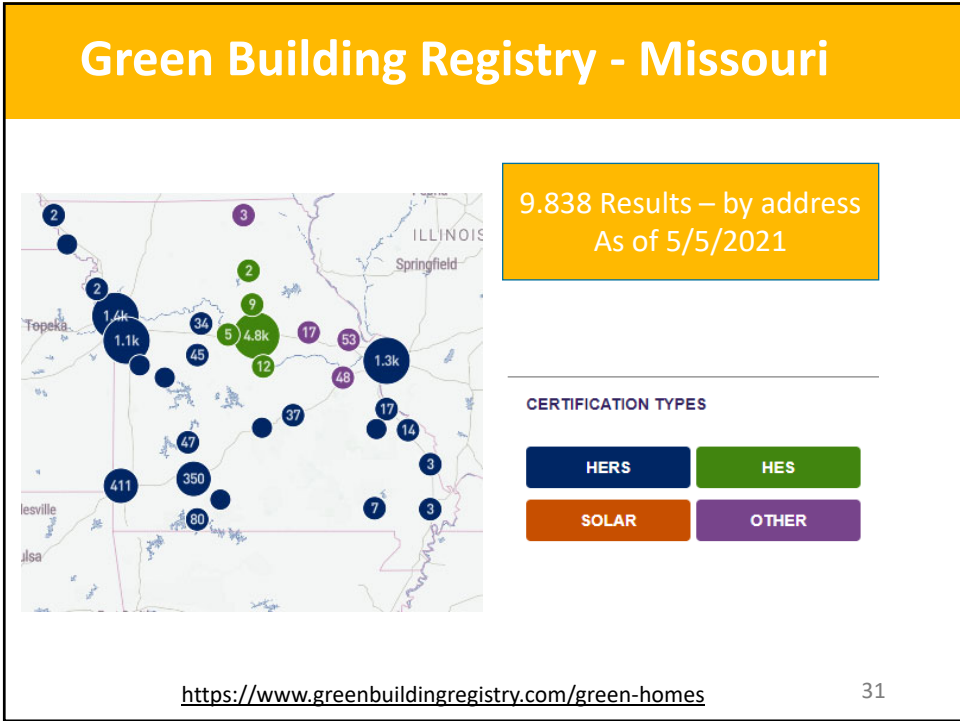 Green Building Registry - Missouri
9.838 Results – by address
As of 5/5/2021
2
3
ILLINOIS
Springfield
2
2
9
1.4k
Topeka
34
5
4.8k
17
53
1.1k
45
12
1.3k
48
37
17
14
47
3
411
350
80
7
3
lesville
ulsa
CERTIFICATION TYPES
HERS
HES
SOLAR
OTHER
https://www.greenbuildingregistry.com/green-homes
31